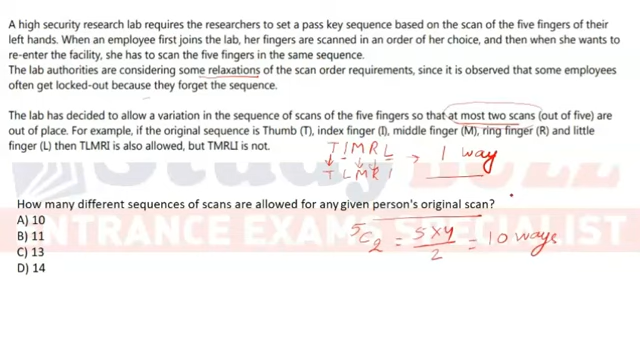 A high security research lab requires the researchers to set a pass key sequence based on the scan of the five fingers of their
left hands. When an employee first joins the lab, her fingers are scanned in an order of her choice, and then when she wants to
re-enter the facility, she has to scan the five fingers in the same sequence.
The lab authorities are considering some relaxations of the scan order requirements, since it is observed that some employees
often get locked-out because they forget the sequence.
The lab has decided to allow a variation in the sequence of scans of the five fingers so that at most two scans (out of five) are
out of place. For example, if the original sequence is Thumb (T), index finger (I), middle finger (M), ring finger (R) and little
finger (L) then TLMRI is also allowed, but TMRLI is not.
T I M R L
T L M R I → 1 way
How many different sequences of scans are allowed for any given person's original scan?
A) 10
B) 11
C) 13
D) 14
⁵C₂ = 5×4/2 = 10 ways
ENTRANCE EXAMS SPECIALIST